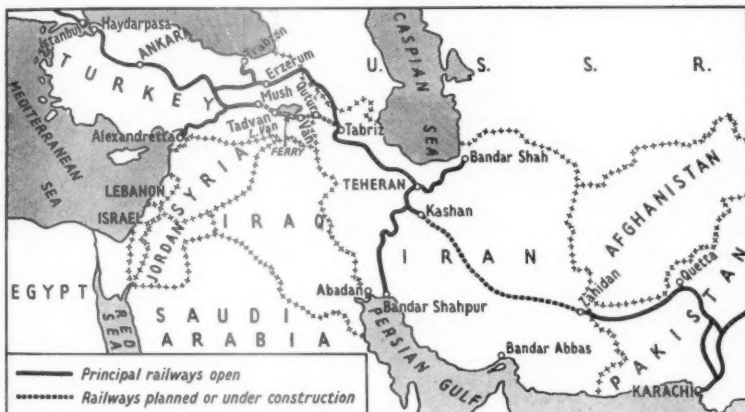 Istanbul
Haydarpasa
ANKARA
TURKEY
Trabzon
Erzerum
Mush
Tadvan
L. Van
Van
FERRY
Qutur
Tabriz
U. S. S. R.
CASPIAN SEA
MEDITERRANEAN SEA
Alexandretta
LEBANON
SYRIA
ISRAEL
JORDAN
IRAQ
TEHERAN
Bandar Shah
Kashan
IRAN
AFGHANISTAN
EGYPT
RED SEA
SAUDI ARABIA
Abadan
Bandar Shahpur
PERSIAN GULF
Bandar Abbas
Zahidan
Quetta
PAKISTAN
KARACHI
Principal railways open
Railways planned or under construction